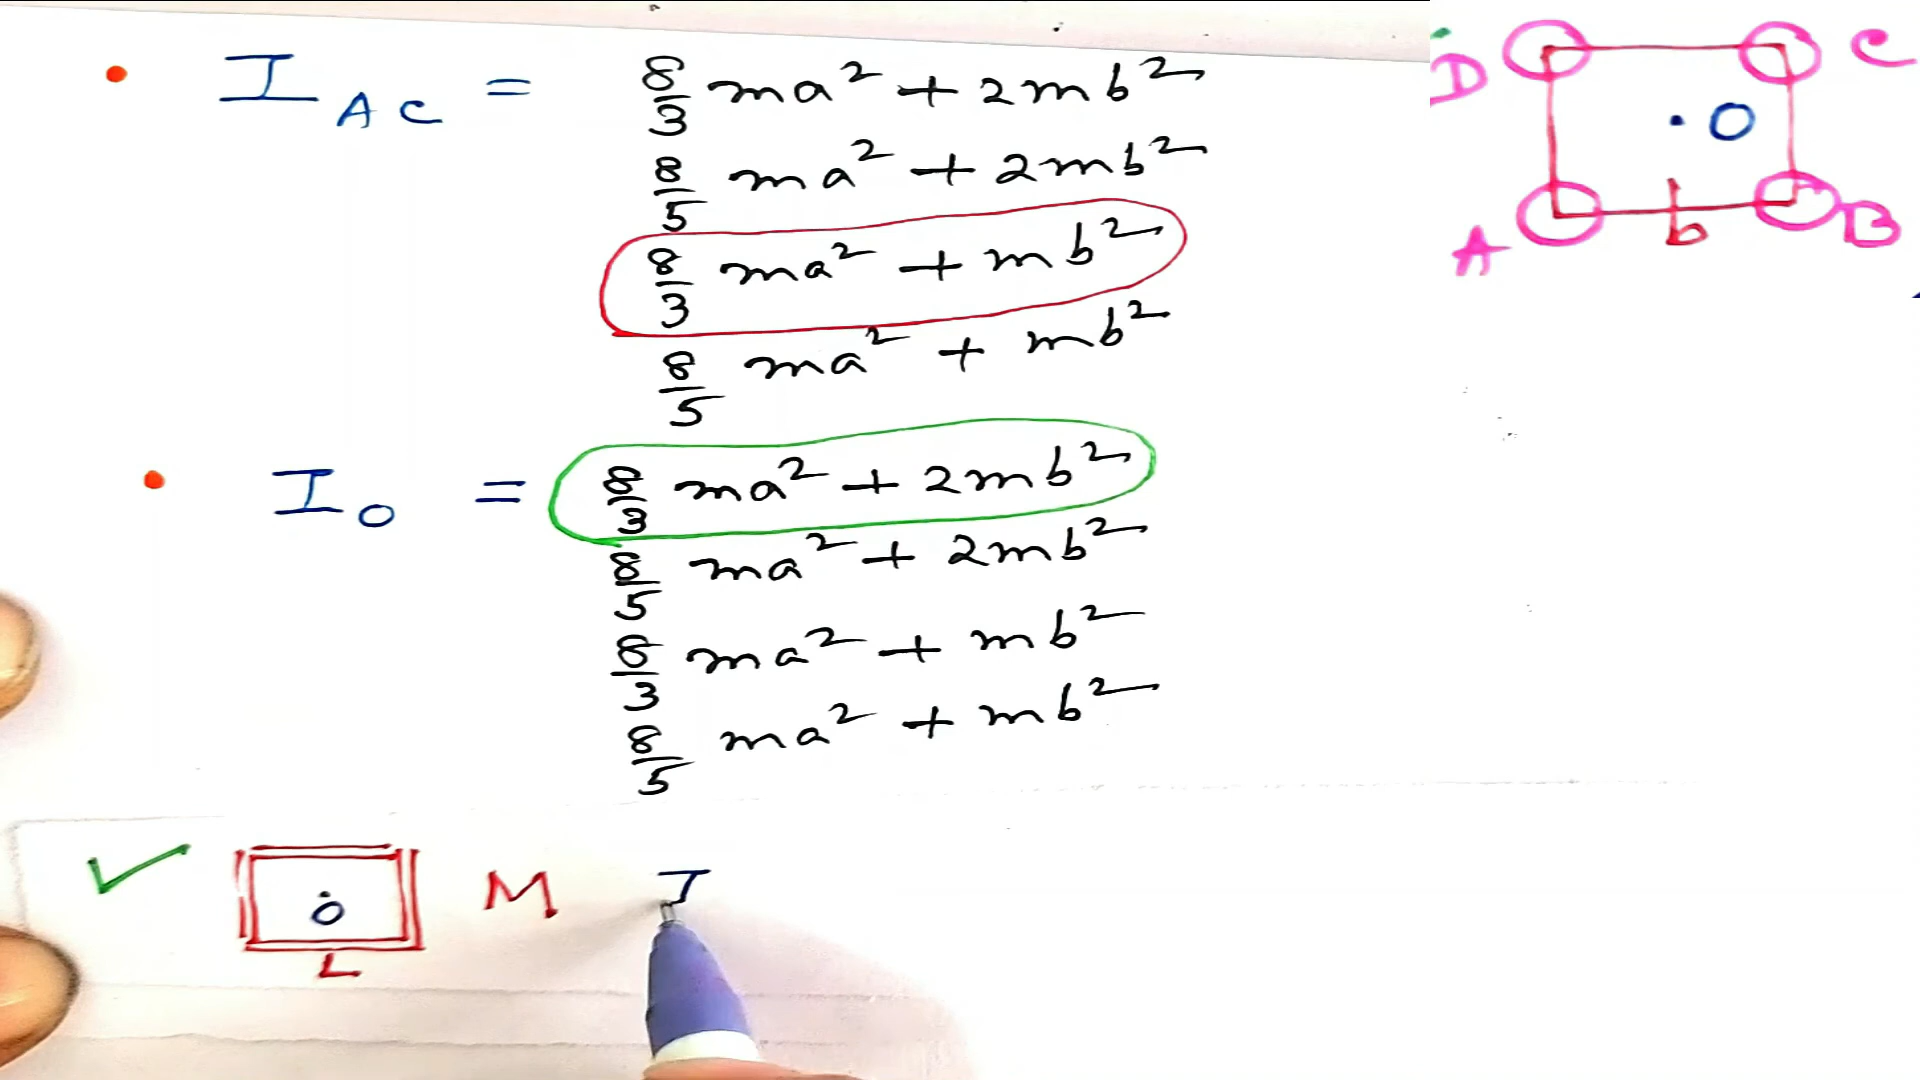 • I_AC = 8/3 ma² + 2mb²
8/5 ma² + 2mb²
8/3 ma² + mb²
8/5 ma² + mb²
• I_O = 8/3 ma² + 2mb²
8/5 ma² + 2mb²
8/3 ma² + mb²
8/5 ma² + mb²
D C
O
A b B
✓ O M I
L